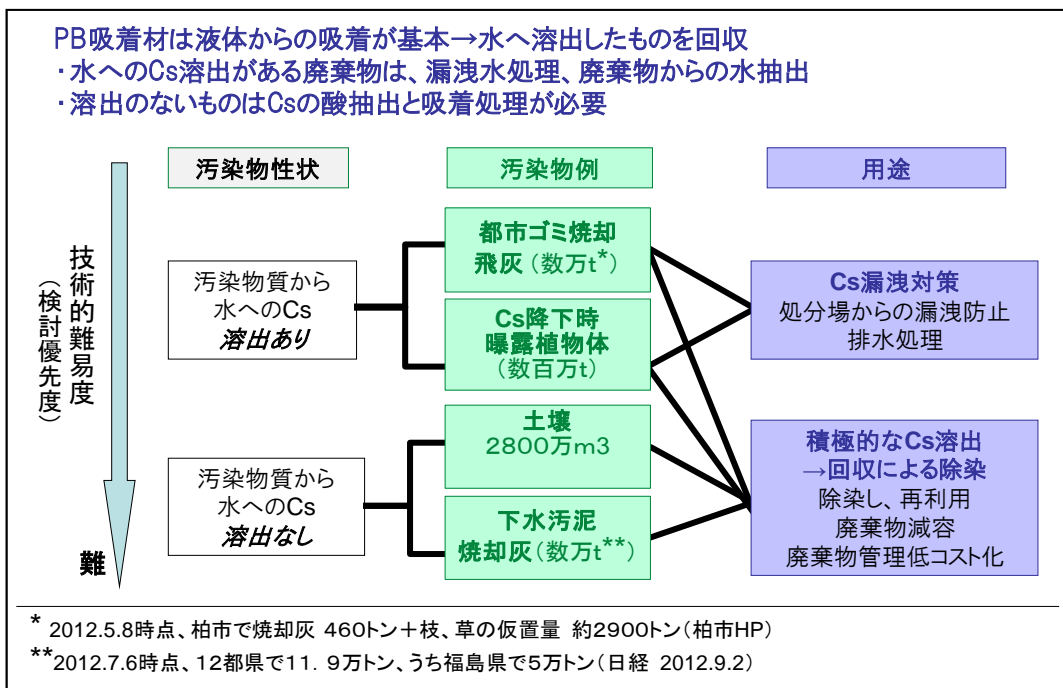 PB吸着材は液体からの吸着が基本→水へ溶出したものを回収
・水へのCs溶出がある廃棄物は、漏洩水処理、廃棄物からの水抽出
・溶出のないものはCsの酸抽出と吸着処理が必要
汚染物性状
汚染物例
用途
技術的難易度
（検討優先度）
難
汚染物質から
水へのCs
溶出あり
都市ゴミ焼却
飛灰（数万t*）
Cs降下時
曝露植物体
（数百万t）
Cs漏洩対策
処分場からの漏洩防止
排水処理
汚染物質から
水へのCs
溶出なし
土壌
2800万m3
下水汚泥
焼却灰（数万t**）
積極的なCs溶出
→回収による除染
除染し、再利用
廃棄物減容
廃棄物管理低コスト化
* 2012.5.8時点、柏市で焼却灰 460トン＋枝、草の仮置量 約2900トン（柏市HP）
**2012.7.6時点、12都県で11．9万トン、うち福島県で5万トン（日経 2012.9.2）